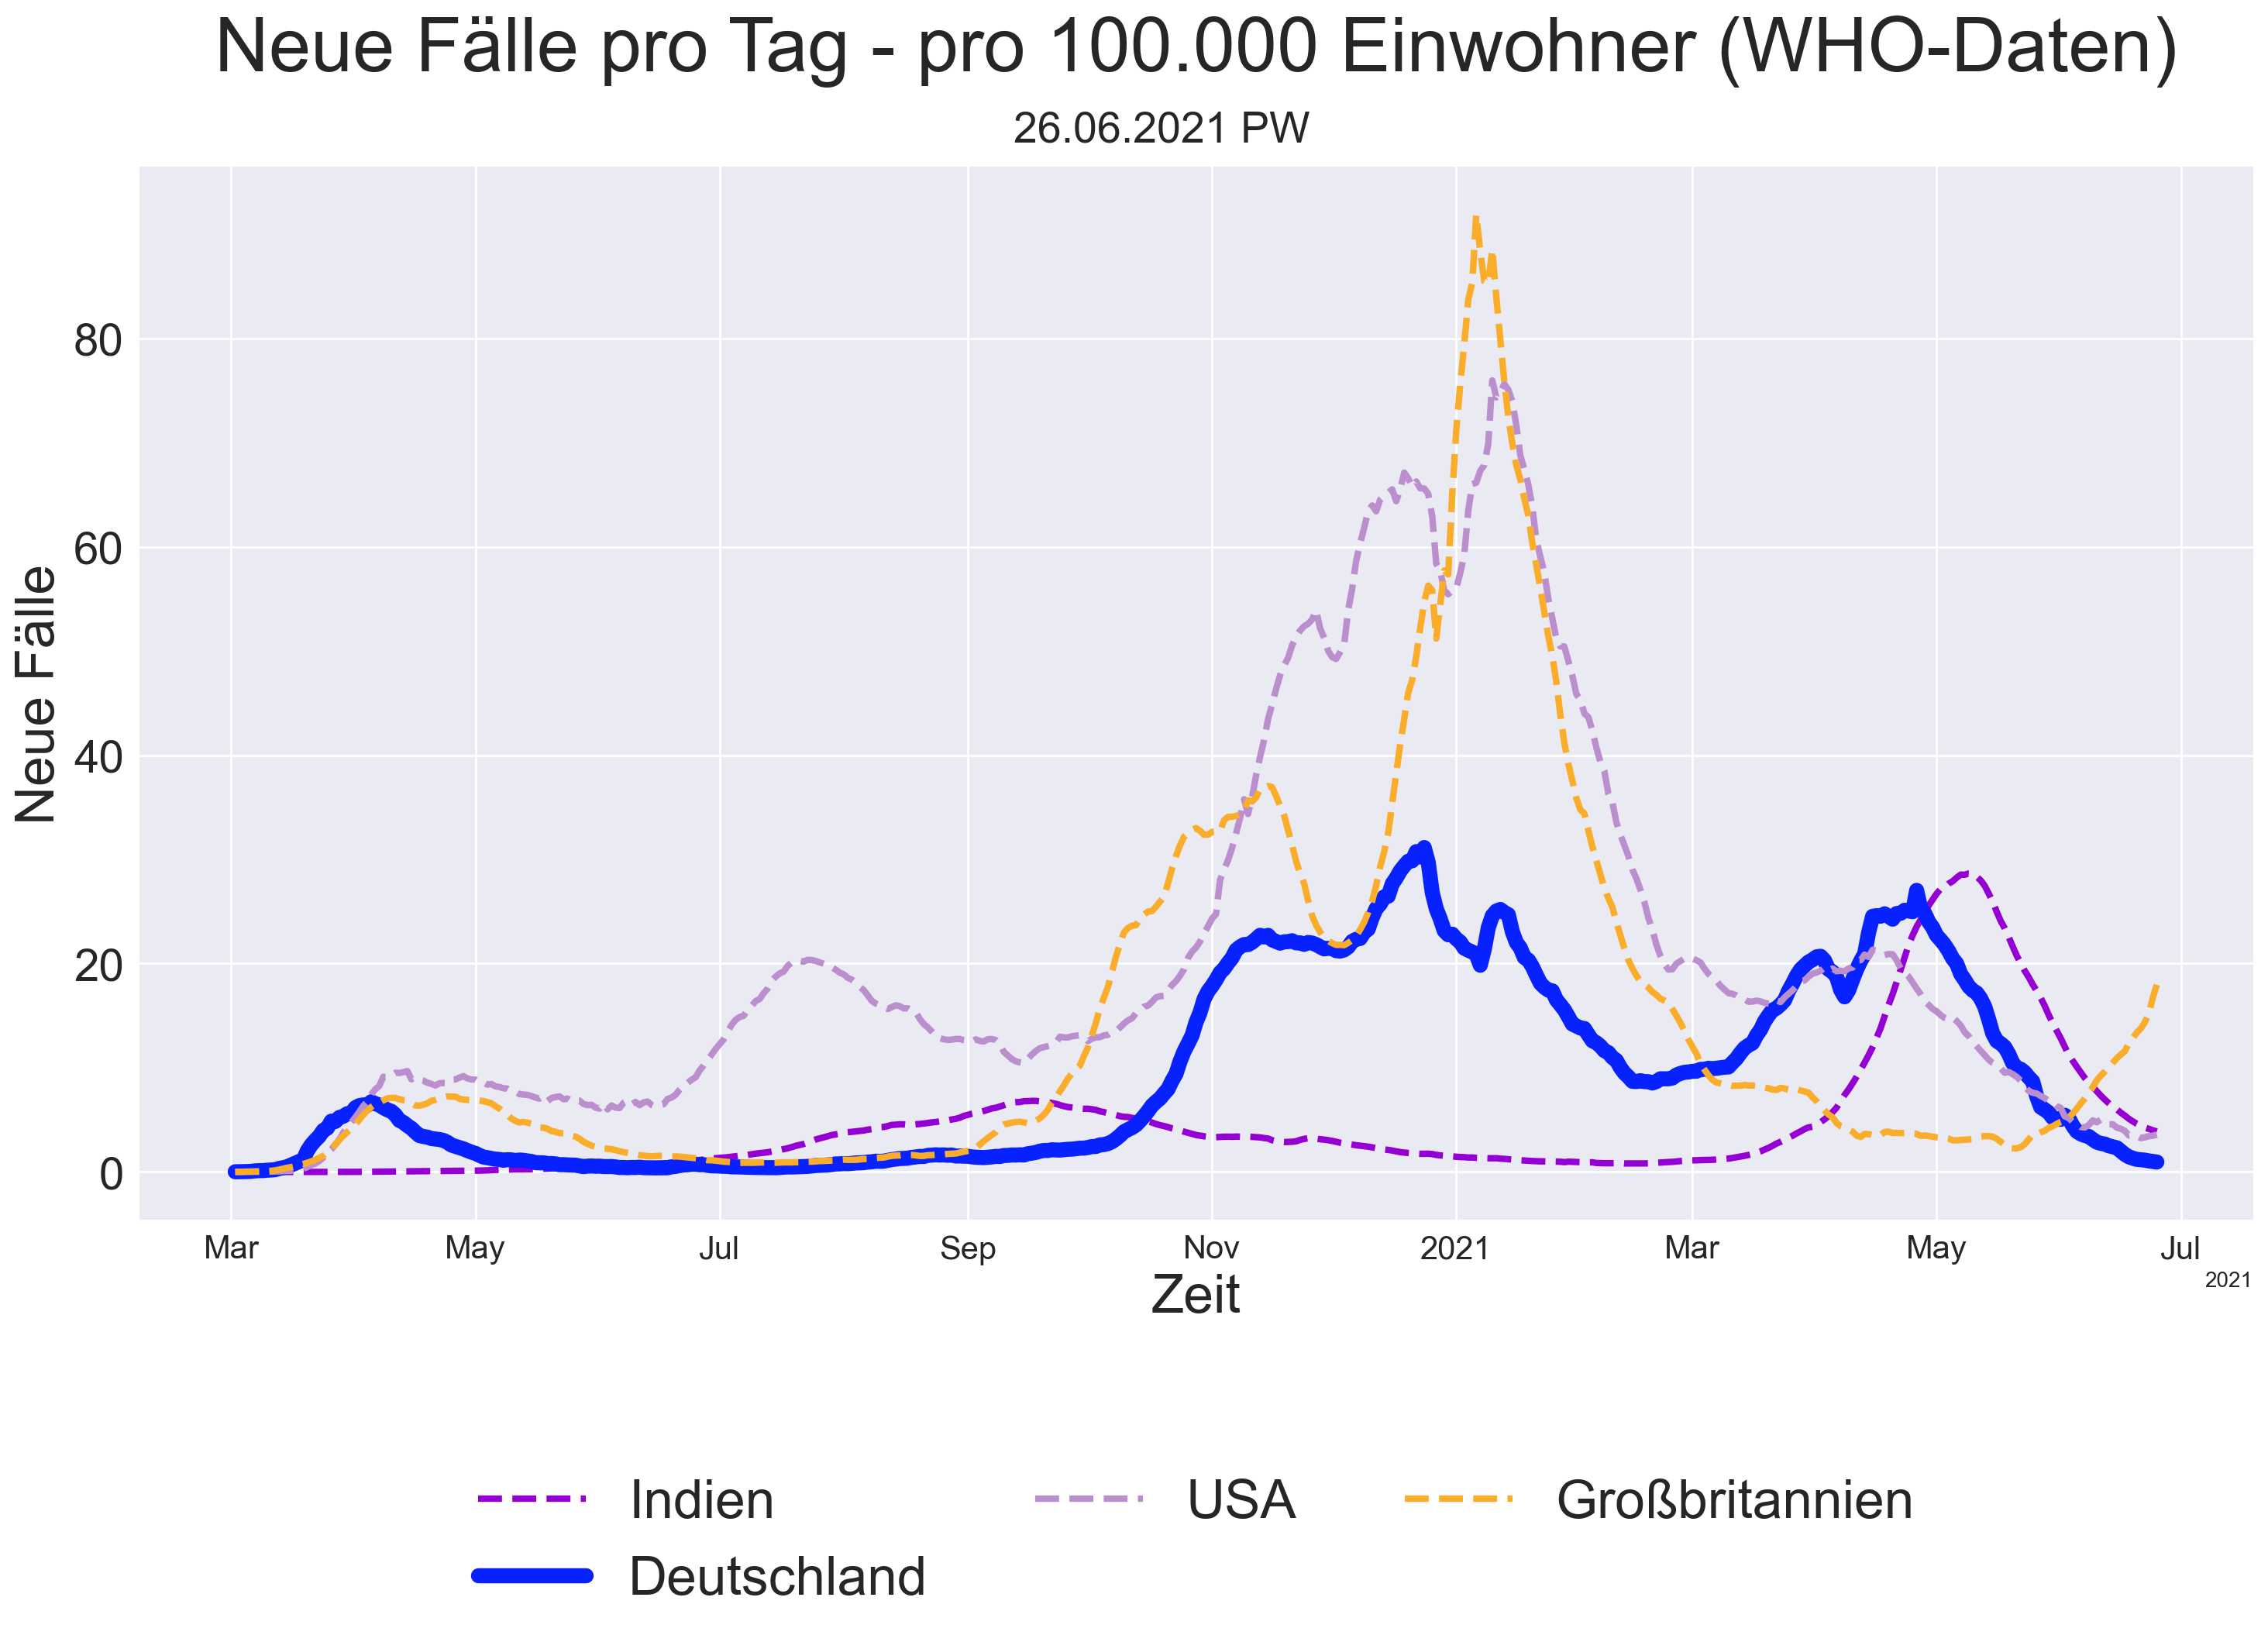 Neue Fälle pro Tag - pro 100.000 Einwohner (WHO-Daten)
26.06.2021 PW
Neue Fälle
80
60
40
20
0
Mar May Jul Sep Nov 2021 Mar May Jul
2021
Zeit
Indien USA Großbritannien
Deutschland